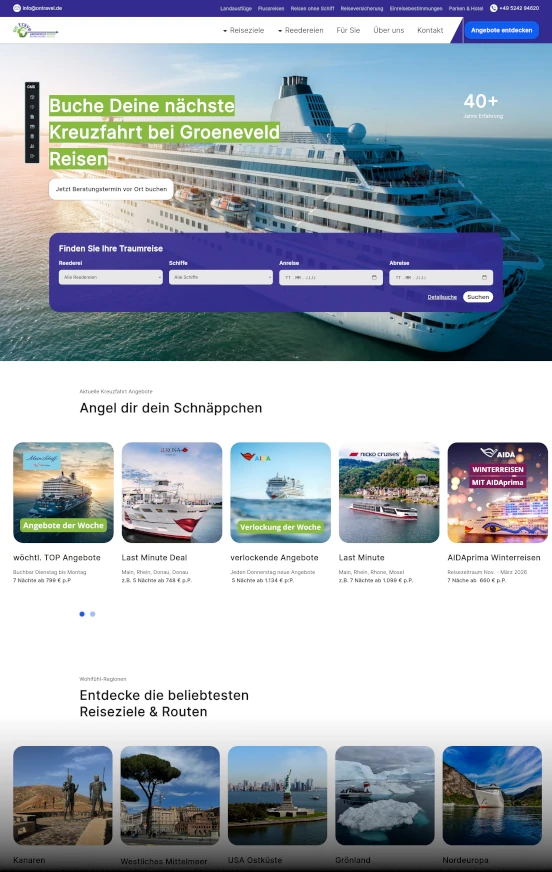 info@ontravel.de
Landausflüge Flussreisen Reisen ohne Schiff Reiseversicherung Einreisebestimmungen Parken & Hotel +49 5242 94620
Reiseziele Reedereien Für Sie Über uns Kontakt Angebote entdecken
CMS
Buche Deine nächste
Kreuzfahrt bei Groeneveld
Reisen
40+
Jahre Erfahrung
Jetzt Beratungstermin vor Ort buchen
Finden Sie Ihre Traumreise
Reederei Schiffe Anreise Abreise
Alle Reedereien Alle Schiffe TT.MM.JJJJ TT.MM.JJJJ
Detailsuche Suchen
Aktuelle Kreuzfahrt Angebote
Angel dir dein Schnäppchen
Mein Schiff
Angebote der Woche
AIDA
Verlockung der Woche
nicko cruises
AIDA
WINTERREISEN
MIT AIDAprima
wöchtl. TOP Angebote Last Minute Deal verlockende Angebote Last Minute AIDAprima Winterreisen
Buchbar Dienstag bis Montag Main, Rhein, Donau, Donau Jeden Donnerstag neue Angebote Main, Rhein, Rhone, Mosel Reisezeitraum Nov. - März 2026
7 Nächte ab 799 € p.P z.B. 5 Nächte ab 748 € p.P. 5 Nächte ab 1.134 € p.P. z.B. 7 Nächte ab 1.099 € p.P. 7 Näche ab 660 € p.P.
Wohlfühl-Regionen
Entdecke die beliebtesten
Reiseziele & Routen
Kanaren Westliches Mittelmeer USA Ostküste Grönland Nordeuropa